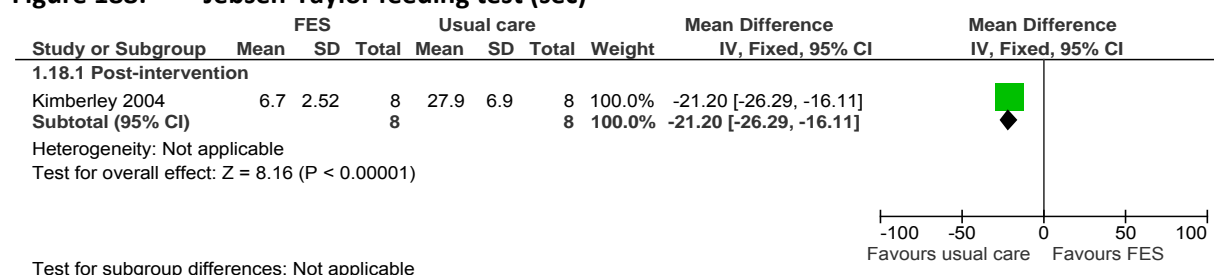 Figure 188. Jebsen-Taylor feeding test (sec)
FES Usual care Mean Difference Mean Difference
Study or Subgroup Mean SD Total Mean SD Total Weight IV, Fixed, 95% CI IV, Fixed, 95% CI
1.18.1 Post-intervention
Kimberley 2004 6.7 2.52 8 27.9 6.9 8 100.0% -21.20 [-26.29, -16.11]
Subtotal (95% CI) 8 8 100.0% -21.20 [-26.29, -16.11]
Heterogeneity: Not applicable
Test for overall effect: Z = 8.16 (P < 0.00001)
-100 -50 0 50 100
Favours usual care Favours FES
Test for subgroup differences: Not applicable